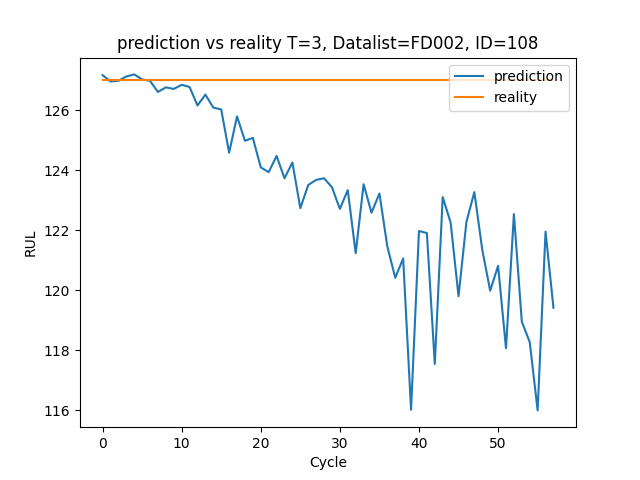 prediction vs reality T=3, Datalist=FD002, ID=108
prediction
reality
RUL
126
124
122
120
118
116
0 10 20 30 40 50
Cycle